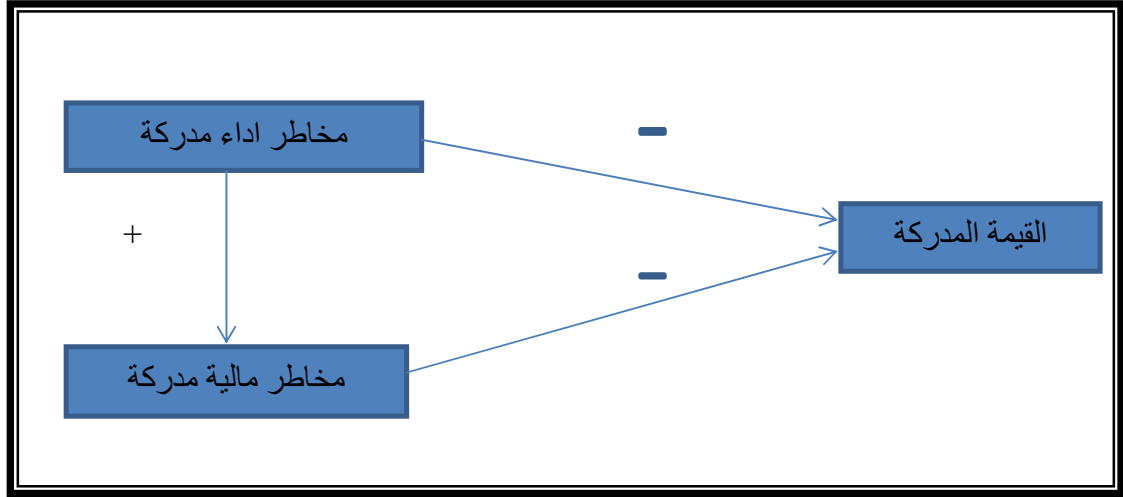 مخاطر اداء مدركة
−
القيمة المدركة
+
−
مخاطر مالية مدركة